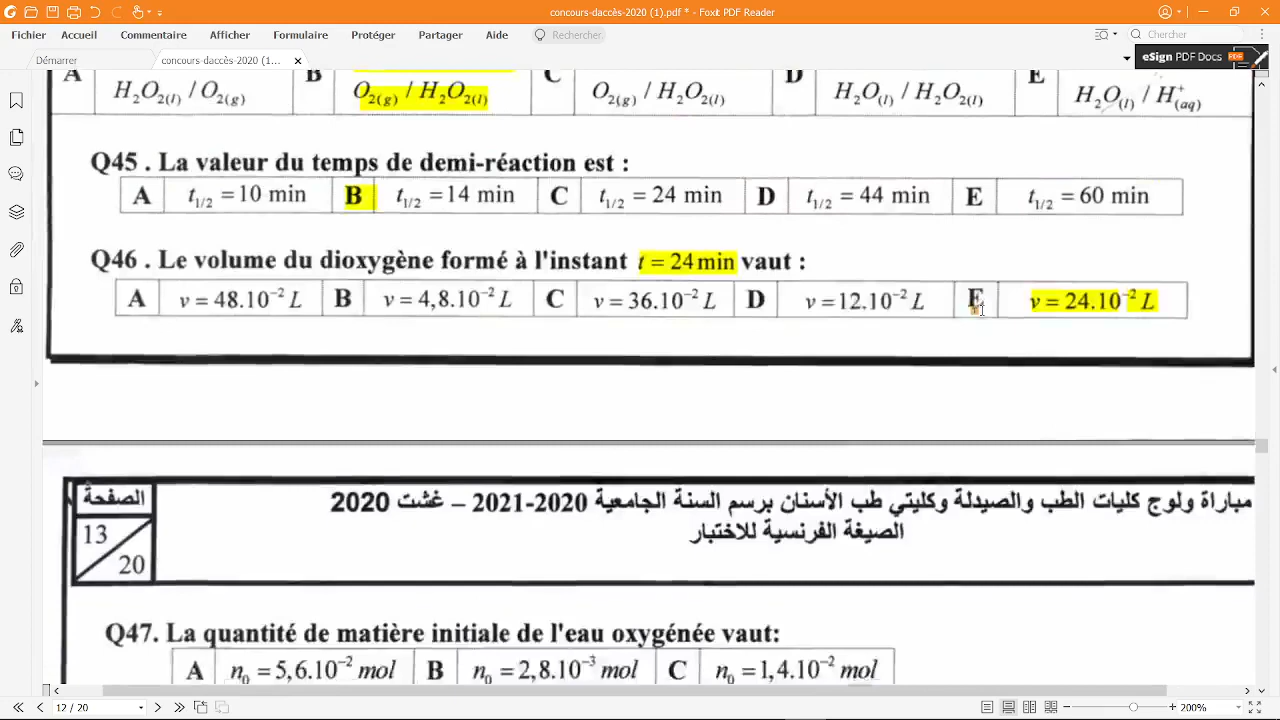 concours-daccès-2020 (1).pdf * - Foxit PDF Reader
Fichier Accueil Commentaire Afficher Formulaire Protéger Partager Aide Rechercher Chercher
Démarrer concours-daccès-2020 (1... eSign PDF Docs
A H₂O₂(l) / O₂(g) B O₂(g) / H₂O₂(l) C O₂(g) / H₂O₂(l) D H₂O(l) / H₂O₂(l) E H₂O(l) / H⁺(aq)
Q45 . La valeur du temps de demi-réaction est :
A t1/2 = 10 min B t1/2 = 14 min C t1/2 = 24 min D t1/2 = 44 min E t1/2 = 60 min
Q46 . Le volume du dioxygène formé à l'instant t = 24 min vaut :
A v = 48.10⁻² L B v = 4,8.10⁻² L C v = 36.10⁻² L D v = 12.10⁻² L E v = 24.10⁻² L
مباراة ولوج كليات الطب والصيدلة وكليتي طب الأسنان برسم السنة الجامعية 2020-2021 – غشت 2020
الصفحة
الصيغة الفرنسية للاختبار
13/20
Q47. La quantité de matière initiale de l'eau oxygénée vaut:
A n₀ = 5,6.10⁻² mol B n₀ = 2,8.10⁻³ mol C n₀ = 1,4.10⁻² mol
12 / 20 200%